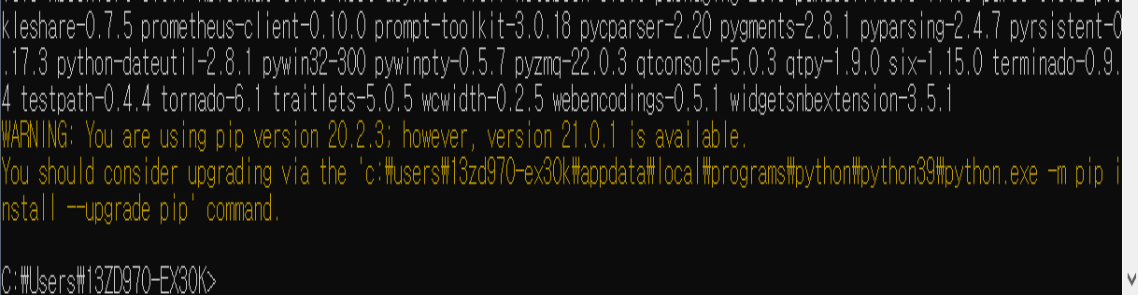 kleshare-0.7.5 prometheus-client-0.10.0 prompt-toolkit-3.0.18 pycparser-2.20 pygments-2.8.1 pyparsing-2.4.7 pyrsistent-0
.17.3 python-dateutil-2.8.1 pywin32-300 pywinpty-0.5.7 pyzmq-22.0.3 qtconsole-5.0.3 qtpy-1.9.0 six-1.15.0 terminado-0.9.
4 testpath-0.4.4 tornado-6.1 traitlets-5.0.5 wcwidth-0.2.5 webencodings-0.5.1 widgetsnbextension-3.5.1
WARNING: You are using pip version 20.2.3; however, version 21.0.1 is available.
You should consider upgrading via the 'c:₩users₩13zd970-ex30k₩appdata₩local₩programs₩python₩python39₩python.exe -m pip i
nstall --upgrade pip' command.
C:₩Users₩13ZD970-EX30K>